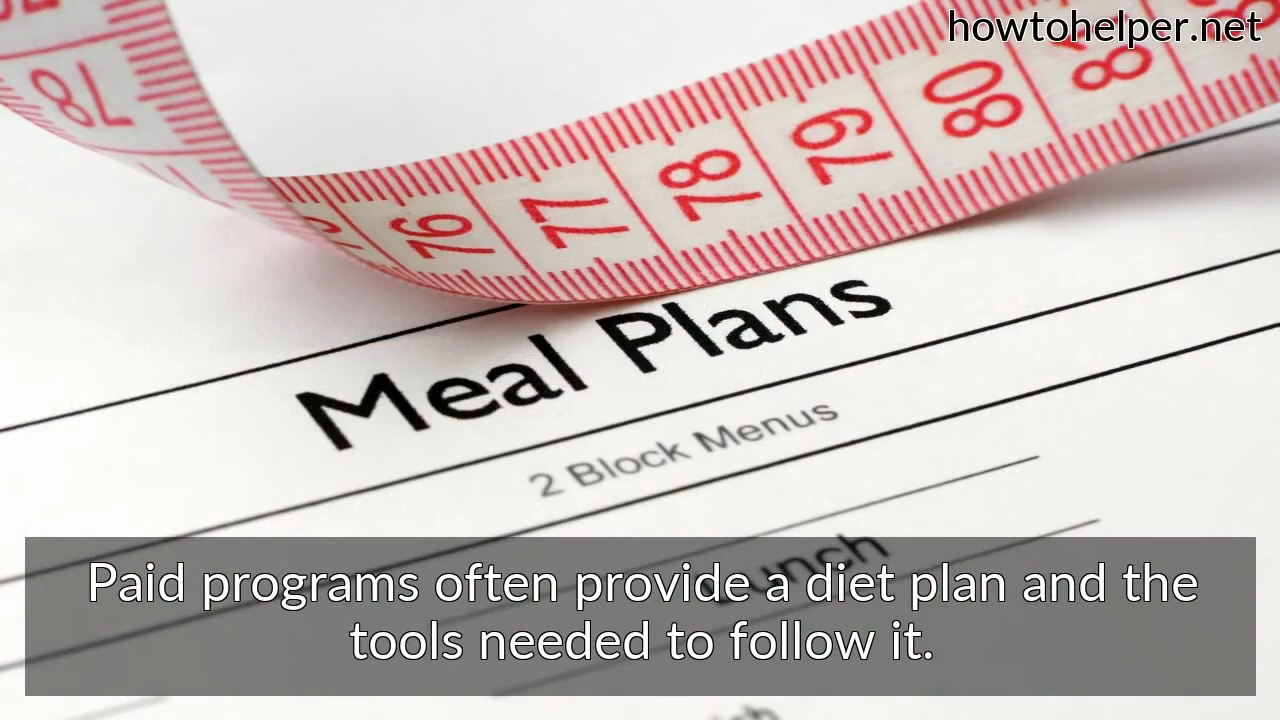 howtohelper.net
78
76
77
78
79
80
Meal Plans
2 Block Menus
Lunch
Paid programs often provide a diet plan and the
tools needed to follow it.